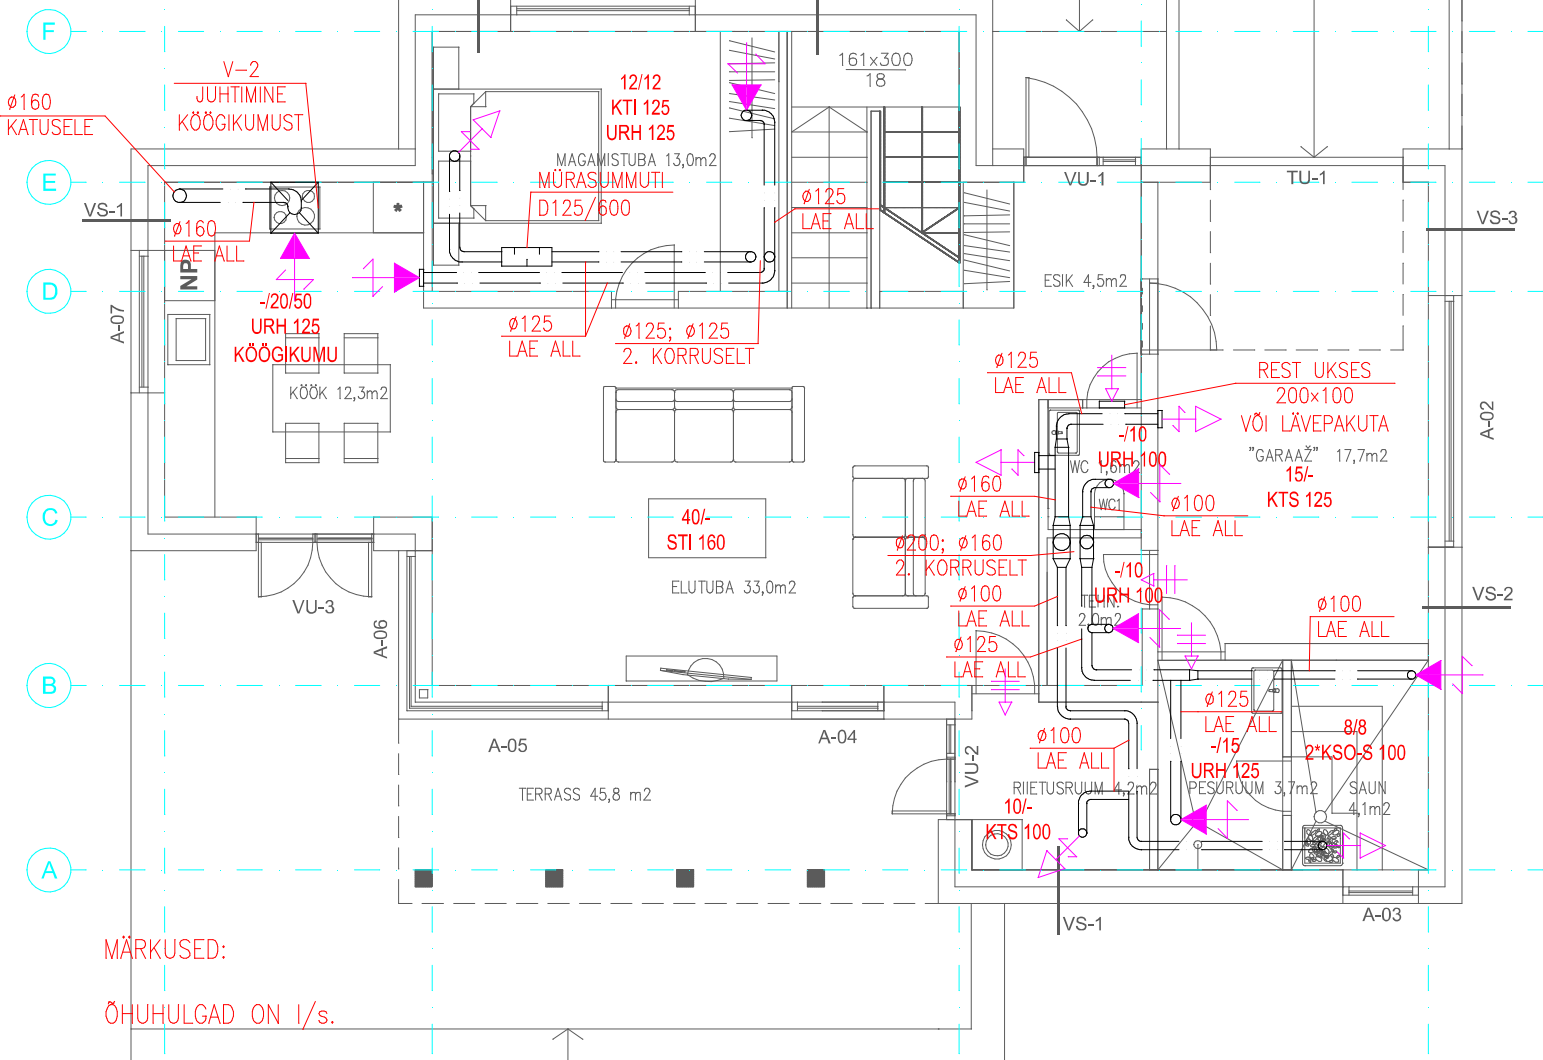 F
E
D
C
B
A
ø160
KATUSELE
V-2
JUHTIMINE
KÖÖGIKUMUST
VS-1
ø160
LAE ALL
NP
*
-/20/50
URH 125
KÖÖGIKUMU
KÖÖK 12,3m2
A-07
12/12
KTI 125
URH 125
MAGAMISTUBA 13,0m2
MÜRASUMMUTI
D125/600
161x300
18
ø125
LAE ALL
ø125
LAE ALL
ø125; ø125
2. KORRUSELT
VU-1
TU-1
VS-3
ESIK 4,5m2
ø125
LAE ALL
REST UKSES
200x100
VÕI LÄVEPAKUTA
"GARAAŽ" 17,7m2
15/-
KTS 125
A-02
-/10
URH 100
WC 1,6m2
WC1
ø160
LAE ALL
ø100
LAE ALL
ø200; ø160
2. KORRUSELT
40/-
STI 160
ELUTUBA 33,0m2
-/10
URH 100
TEHN.
2,0m2
ø100
LAE ALL
ø125
LAE ALL
ø100
LAE ALL
VS-2
VU-3
A-06
A-05
A-04
VU-2
ø125
LAE ALL
-/15
URH 125
PESURUUM 3,7m2
8/8
2*KSO-S 100
SAUN
4,1m2
ø100
LAE ALL
RIIETUSRUUM 4,2m2
10/-
KTS 100
TERRASS 45,8 m2
VS-1
A-03
MÄRKUSED:
ÕHUHULGAD ON l/s.